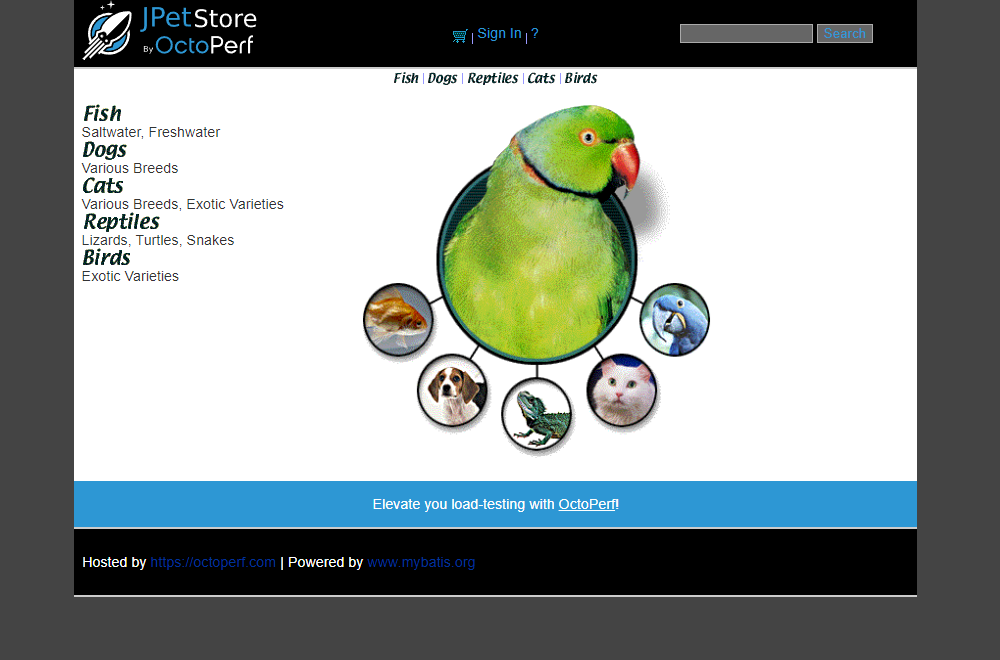 JPetStore
By OctoPerf
| Sign In | ?
Search
Fish | Dogs | Reptiles | Cats | Birds
Fish
Saltwater, Freshwater
Dogs
Various Breeds
Cats
Various Breeds, Exotic Varieties
Reptiles
Lizards, Turtles, Snakes
Birds
Exotic Varieties
Elevate you load-testing with OctoPerf!
Hosted by https://octoperf.com | Powered by www.mybatis.org